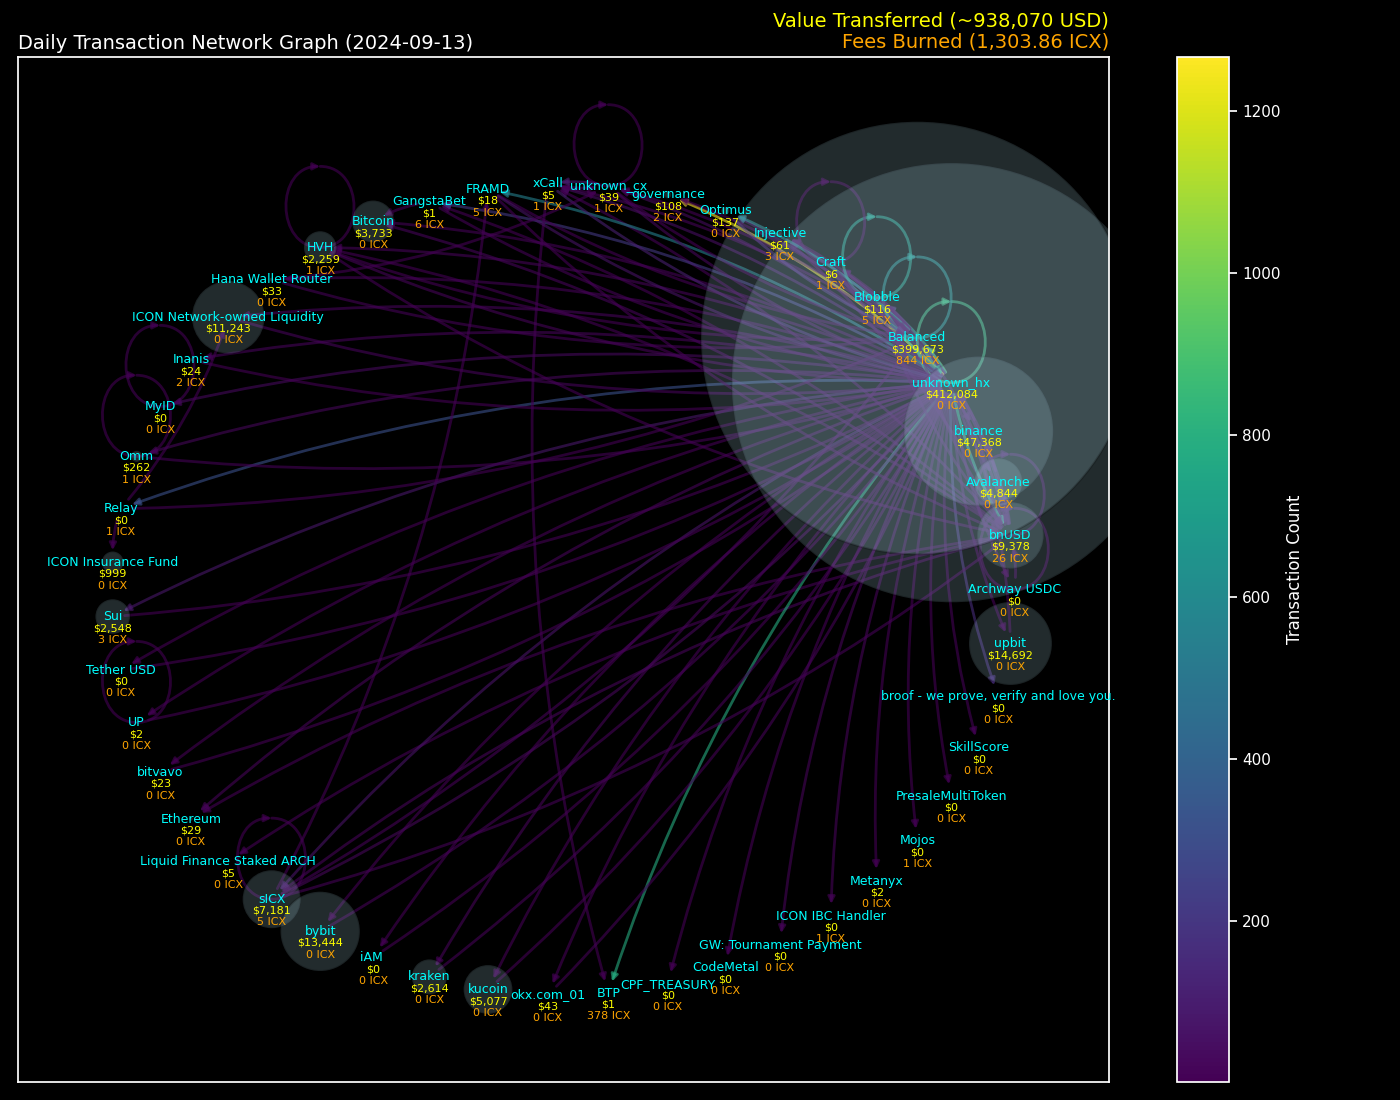 Value Transferred (~938,070 USD)
Daily Transaction Network Graph (2024-09-13)
Fees Burned (1,303.86 ICX)
xCall
$5
1 ICX
unknown_cx
$39
1 ICX
governance
$108
2 ICX
FRAMD
$18
5 ICX
GangstaBet
$1
6 ICX
Optimus
$137
0 ICX
Bitcoin
$3,733
0 ICX
Injective
$61
3 ICX
HVH
$2,259
1 ICX
Craft
$6
1 ICX
Hana Wallet Router
$33
0 ICX
Blobble
$116
5 ICX
ICON Network-owned Liquidity
$11,243
0 ICX
Balanced
$399,673
844 ICX
Inanis
$24
2 ICX
unknown_hx
$412,084
0 ICX
MyID
$0
0 ICX
binance
$47,368
0 ICX
Omm
$262
1 ICX
Avalanche
$4,844
0 ICX
Relay
$0
1 ICX
bnUSD
$9,378
26 ICX
ICON Insurance Fund
$999
0 ICX
Archway USDC
$0
0 ICX
Sui
$2,548
3 ICX
upbit
$14,692
0 ICX
Tether USD
$0
0 ICX
broof - we prove, verify and love you.
$0
0 ICX
UP
$2
0 ICX
SkillScore
$0
0 ICX
bitvavo
$23
0 ICX
PresaleMultiToken
$0
0 ICX
Ethereum
$29
0 ICX
Mojos
$0
1 ICX
Liquid Finance Staked ARCH
$5
0 ICX
Metanyx
$2
0 ICX
sICX
$7,181
5 ICX
ICON IBC Handler
$0
1 ICX
bybit
$13,444
0 ICX
GW: Tournament Payment
$0
0 ICX
iAM
$0
0 ICX
CodeMetal
$0
0 ICX
kraken
$2,614
0 ICX
CPF_TREASURY
$0
0 ICX
kucoin
$5,077
0 ICX
okx.com_01
$43
0 ICX
BTP
$1
378 ICX
1200
1000
800
600
400
200
Transaction Count